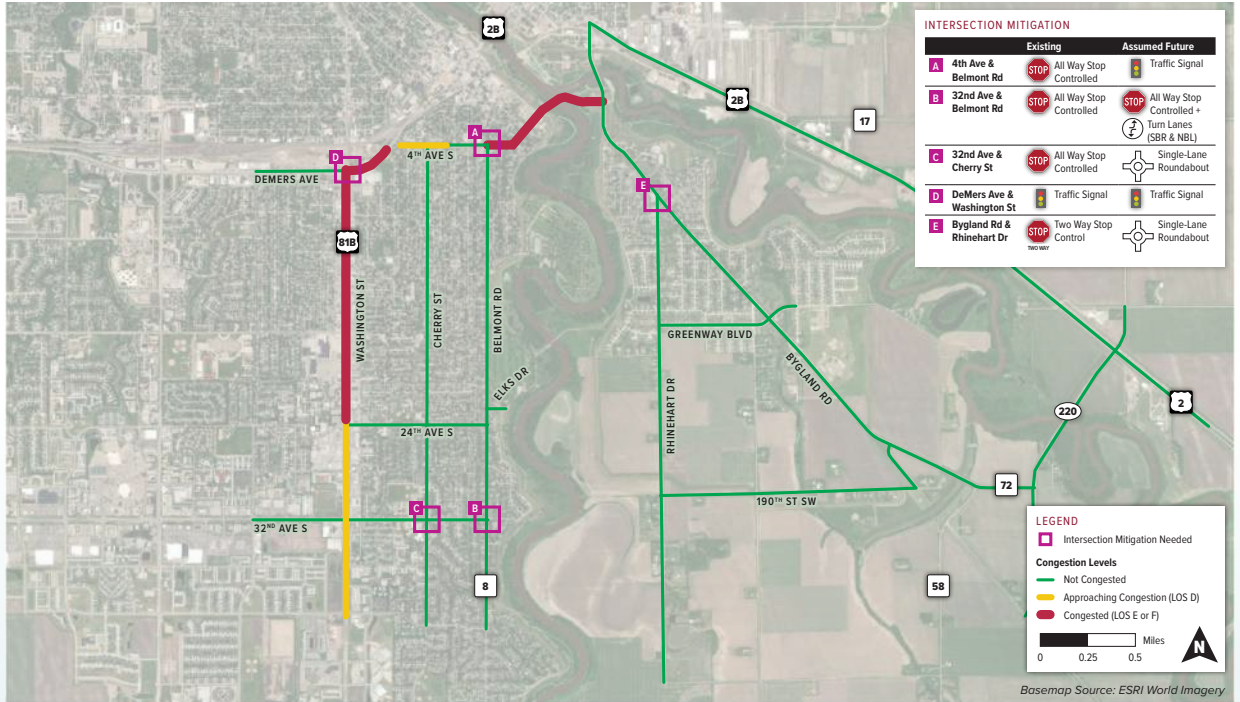 2B
2B
17
INTERSECTION MITIGATION
Existing Assumed Future
A 4th Ave & Belmont Rd STOP All Way Stop Controlled Traffic Signal
B 32nd Ave & Belmont Rd STOP All Way Stop Controlled STOP All Way Stop Controlled + Turn Lanes (SBR & NBL)
C 32nd Ave & Cherry St STOP All Way Stop Controlled Single-Lane Roundabout
D DeMers Ave & Washington St Traffic Signal Traffic Signal
E Bygland Rd & Rhinehart Dr STOP TWO WAY Two Way Stop Control Single-Lane Roundabout
A
4TH AVE S
D
DEMERS AVE
E
81B
WASHINGTON ST
CHERRY ST
BELMONT RD
ELKS DR
GREENWAY BLVD
BYGLAND RD
RHINEHART DR
220
2
24TH AVE S
72
190TH ST SW
C
B
32ND AVE S
8
58
LEGEND
Intersection Mitigation Needed
Congestion Levels
Not Congested
Approaching Congestion (LOS D)
Congested (LOS E or F)
Miles
0 0.25 0.5
N
Basemap Source: ESRI World Imagery